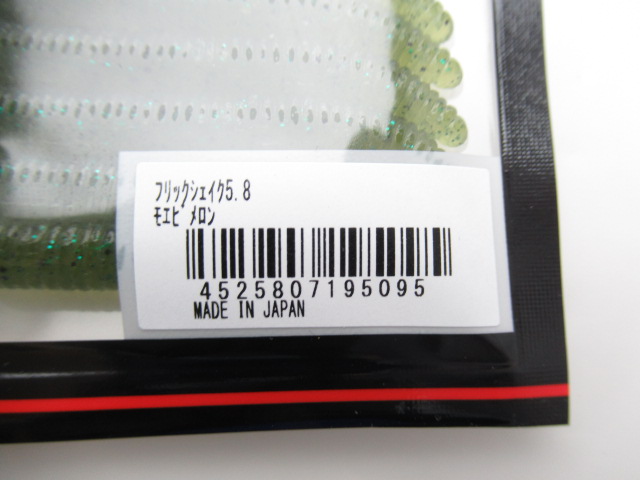 ﾌﾘｯｸｼｪｲｸ5.8
ﾓｴﾋﾞﾒﾛﾝ
4525807195095
MADE IN JAPAN